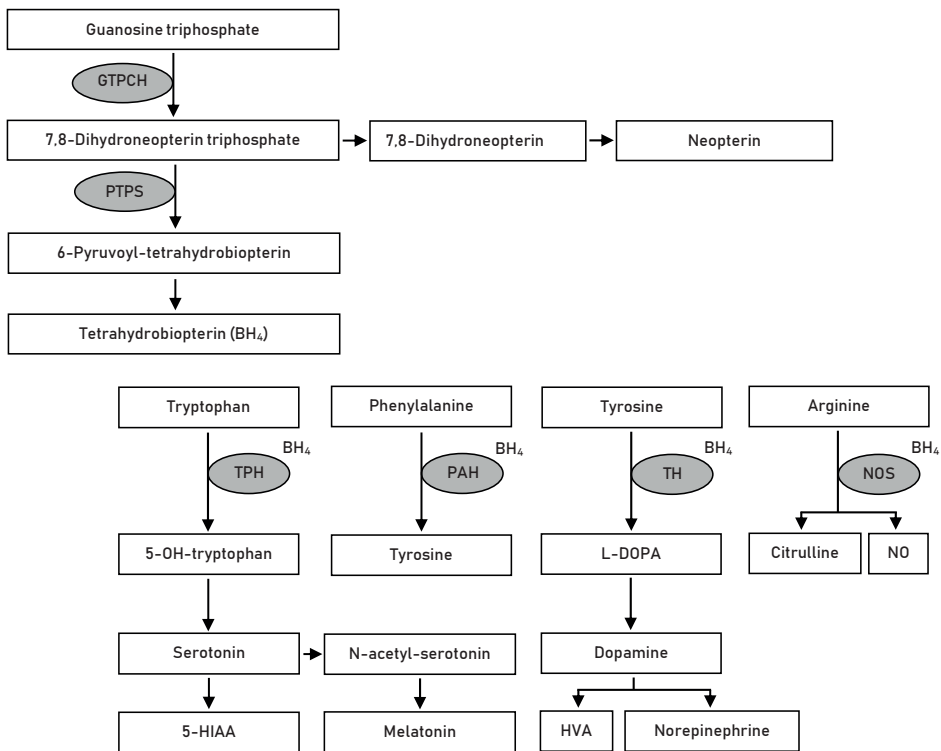 Guanosine triphosphate
GTPCH
7,8-Dihydroneopterin triphosphate
7,8-Dihydroneopterin
Neopterin
PTPS
6-Pyruvoyl-tetrahydrobiopterin
Tetrahydrobiopterin (BH₄)
Tryptophan
Phenylalanine
Tyrosine
Arginine
BH₄
BH₄
BH₄
BH₄
TPH
PAH
TH
NOS
5-OH-tryptophan
Tyrosine
L-DOPA
Citrulline
NO
Serotonin
N-acetyl-serotonin
Dopamine
5-HIAA
Melatonin
HVA
Norepinephrine